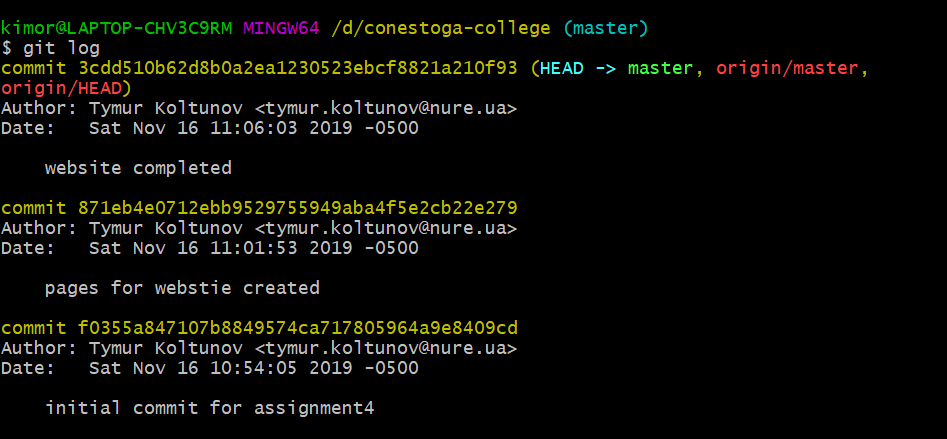 kimor@LAPTOP-CHV3C9RM MINGW64 /d/conestoga-college (master)
$ git log
commit 3cdd510b62d8b0a2ea1230523ebcf8821a210f93 (HEAD -> master, origin/master,
origin/HEAD)
Author: Tymur Koltunov <tymur.koltunov@nure.ua>
Date:   Sat Nov 16 11:06:03 2019 -0500
website completed
commit 871eb4e0712ebb9529755949aba4f5e2cb22e279
Author: Tymur Koltunov <tymur.koltunov@nure.ua>
Date:   Sat Nov 16 11:01:53 2019 -0500
pages for webstie created
commit f0355a847107b8849574ca717805964a9e8409cd
Author: Tymur Koltunov <tymur.koltunov@nure.ua>
Date:   Sat Nov 16 10:54:05 2019 -0500
initial commit for assignment4